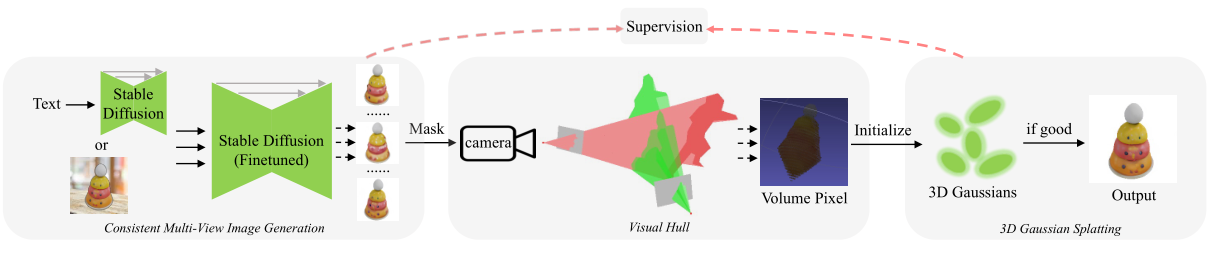 Supervision
Text
Stable
Diffusion
or
Stable Diffusion
(Finetuned)
......
......
Consistent Multi-View Image Generation
Mask
camera
Visual Hull
Volume Pixel
Initialize
3D Gaussians
if good
Output
3D Gaussian Splatting